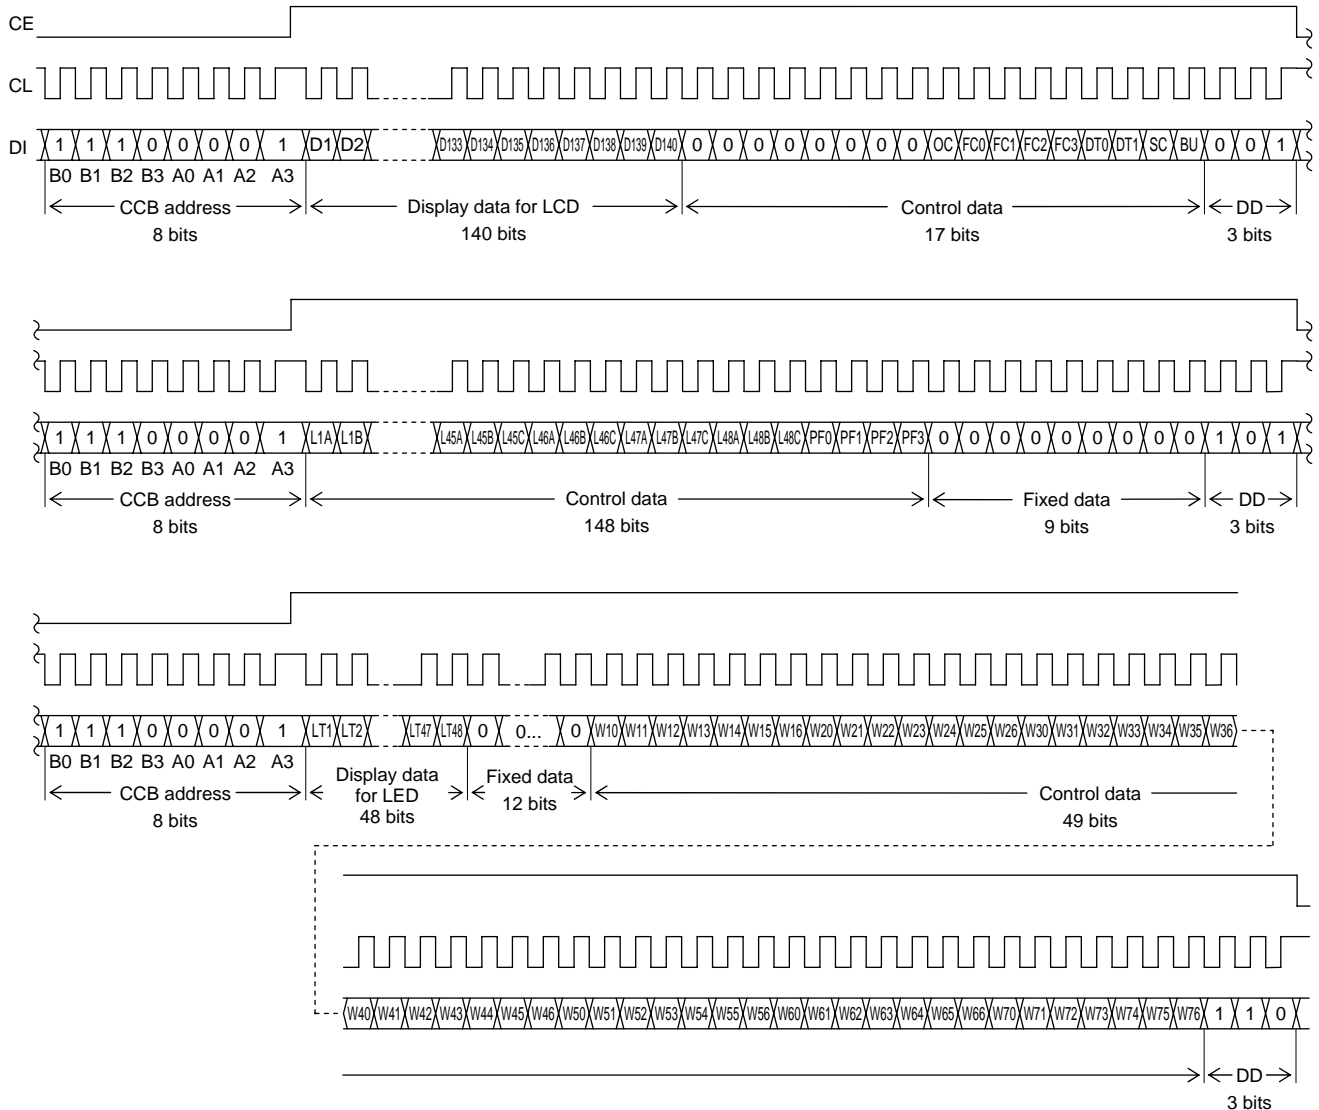 CE
CL
DI 1 1 1 0 0 0 0 1 D1 D2 D133 D134 D135 D136 D137 D138 D139 D140 0 0 0 0 0 0 0 0 OC FC0 FC1 FC2 FC3 DT0 DT1 SC BU 0 0 1
B0 B1 B2 B3 A0 A1 A2 A3
CCB address Display data for LCD Control data DD
8 bits 140 bits 17 bits 3 bits
1 1 1 0 0 0 0 1 L1A L1B L45A L45B L45C L46A L46B L46C L47A L47B L47C L48A L48B L48C PF0 PF1 PF2 PF3 0 0 0 0 0 0 0 0 0 1 0 1
B0 B1 B2 B3 A0 A1 A2 A3
CCB address Control data Fixed data DD
8 bits 148 bits 9 bits 3 bits
1 1 1 0 0 0 0 1 LT1 LT2 LT47 LT48 0 0... 0 W10 W11 W12 W13 W14 W15 W16 W20 W21 W22 W23 W24 W25 W26 W30 W31 W32 W33 W34 W35 W36
B0 B1 B2 B3 A0 A1 A2 A3
CCB address Display data for LED Fixed data Control data
8 bits 48 bits 12 bits 49 bits
W40 W41 W42 W43 W44 W45 W46 W50 W51 W52 W53 W54 W55 W56 W60 W61 W62 W63 W64 W65 W66 W70 W71 W72 W73 W74 W75 W76 1 1 0
DD
3 bits